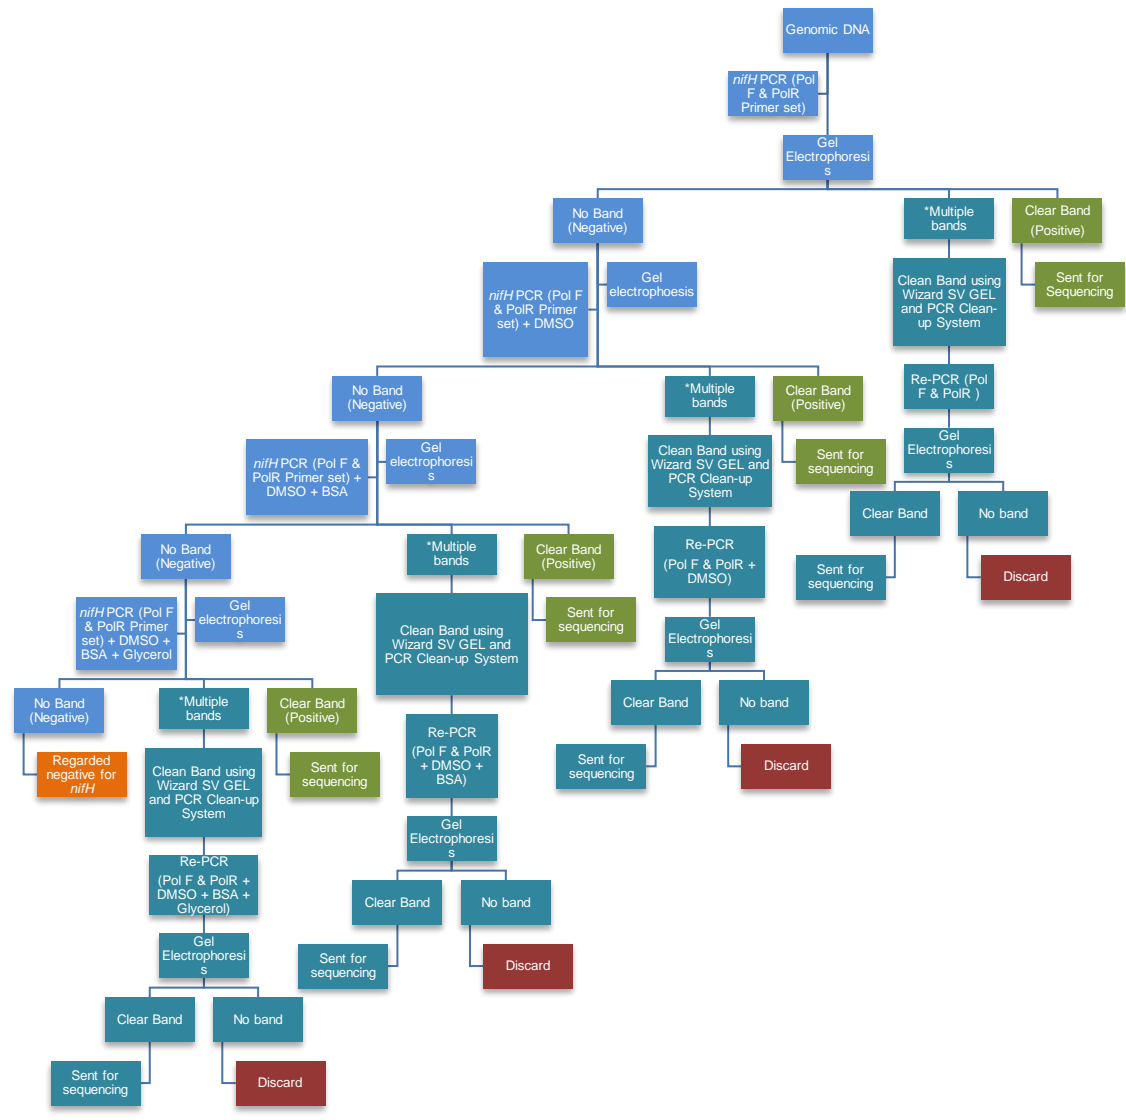 Genomic DNA
nifH PCR (Pol
F & PolR
Primer set)
Gel
Electrophoresi
s
No Band
(Negative)
*Multiple
bands
Clear Band
(Positive)
nifH PCR (Pol F
& PolR Primer
set) + DMSO
Gel
electrophoesis
Clean Band using
Wizard SV GEL
and PCR Clean-
up System
Sent for
Sequencing
Re-PCR (Pol
F & PolR )
Gel
Electrophoresi
s
Clear Band
No band
Sent for
sequencing
Discard
No Band
(Negative)
*Multiple
bands
Clear Band
(Positive)
nifH PCR (Pol F &
PolR Primer set) +
DMSO + BSA
Gel
electrophoresi
s
Clean Band using
Wizard SV GEL and
PCR Clean-up
System
Sent for
sequencing
Re-PCR
(Pol F & PolR +
DMSO)
Gel
Electrophoresi
s
Clear Band
No band
Sent for
sequencing
Discard
No Band
(Negative)
*Multiple
bands
Clear Band
(Positive)
nifH PCR (Pol F
& PolR Primer
set) + DMSO +
BSA + Glycerol
Gel
electrophoresi
s
Clean Band using
Wizard SV GEL and
PCR Clean-up System
Sent for
sequencing
Re-PCR
(Pol F & PolR
+ DMSO +
BSA)
Gel
Electrophoresi
s
Clear Band
No band
Sent for
sequencing
Discard
No Band
(Negative)
*Multiple
bands
Clear Band
(Positive)
Regarded
negative for
nifH
Clean Band using
Wizard SV GEL
and PCR Clean-up
System
Sent for
sequencing
Re-PCR
(Pol F & PolR +
DMSO + BSA +
Glycerol)
Gel
Electrophoresi
s
Clear Band
No band
Sent for
sequencing
Discard